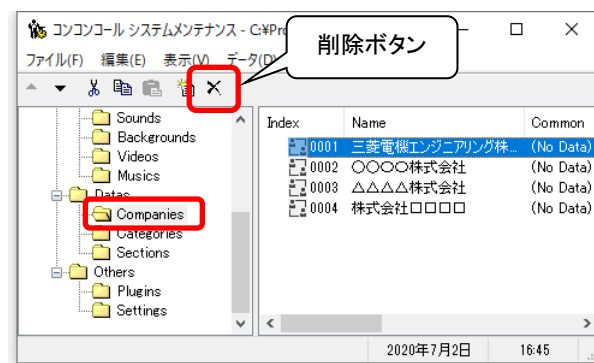 コンコンコール システムメンテナンス - C:¥Pro
削除ボタン
ファイル(F) 編集(E) 表示(V) データ(D)
Sounds
Backgrounds
Videos
Musics
Datas
Companies
Categories
Sections
Others
Plugins
Settings
Index Name Common
0001 三菱電機エンジニアリング株... (No Data)
0002 〇〇〇〇株式会社 (No Data)
0003 △△△△株式会社 (No Data)
0004 株式会社□□□□ (No Data)
2020年7月2日 16:45